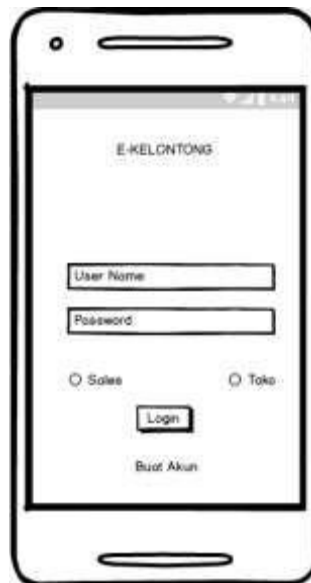 E-KELONTONG
User Name
Password
Sales Toko
Login
Buat Akun